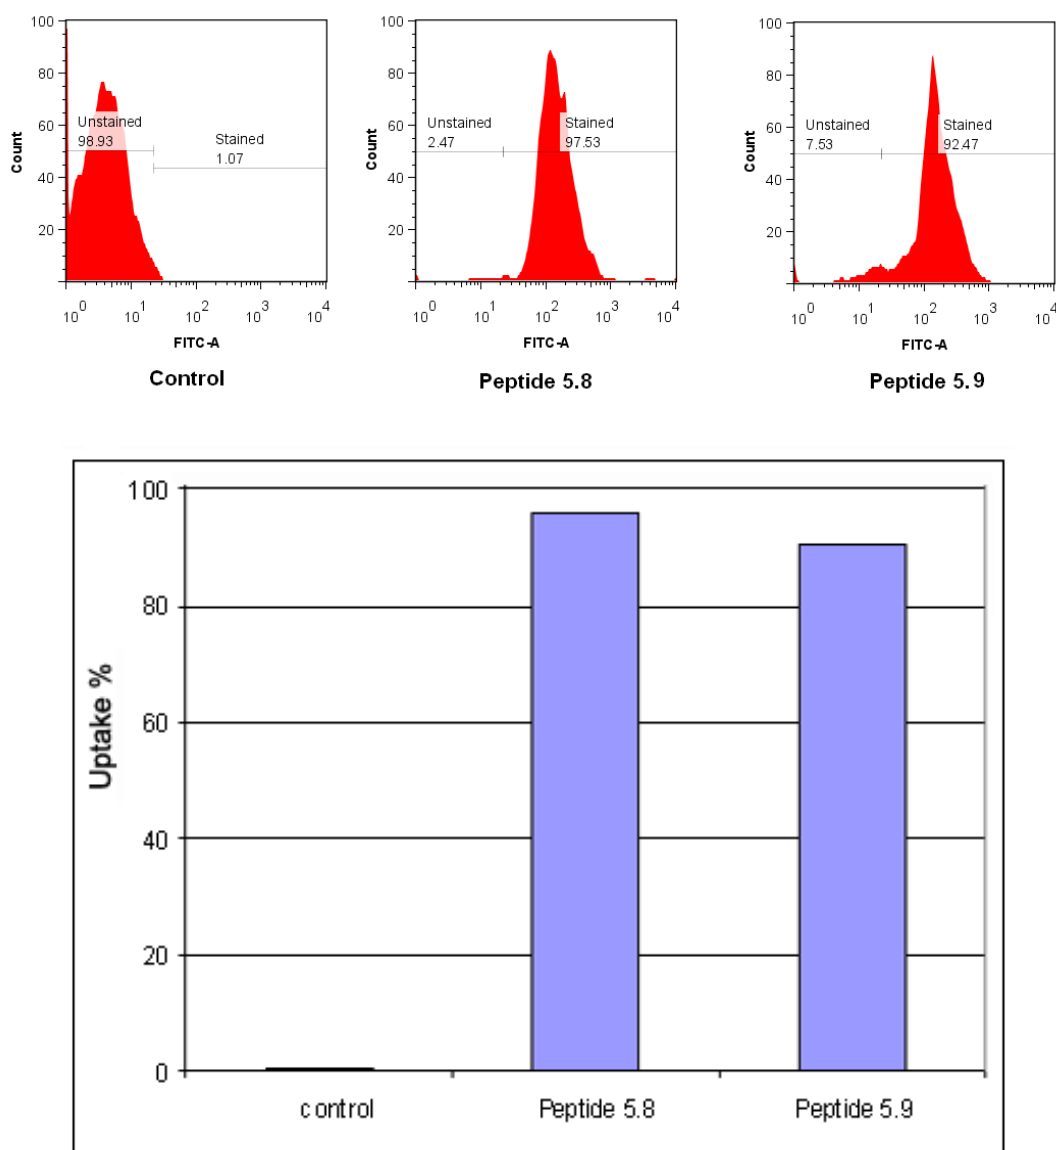 100
80
60
40
20
Count
Unstained
98.93
Stained
1.07
10^0 10^1 10^2 10^3 10^4
FITC-A
Control
100
80
60
40
20
Count
Unstained
2.47
Stained
97.53
10^0 10^1 10^2 10^3 10^4
FITC-A
Peptide 5.8
100
80
60
40
20
Count
Unstained
7.53
Stained
92.47
10^0 10^1 10^2 10^3 10^4
FITC-A
Peptide 5.9
100
80
60
40
20
0
Uptake %
control
Peptide 5.8
Peptide 5.9